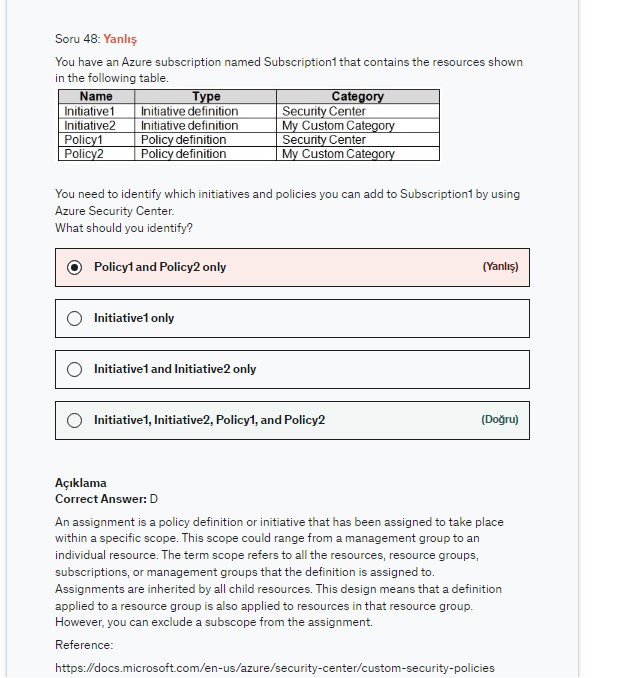 Soru 48: Yanlış
You have an Azure subscription named Subscription1 that contains the resources shown
in the following table.
Name Type Category
Initiative1 Initiative definition Security Center
Initiative2 Initiative definition My Custom Category
Policy1 Policy definition Security Center
Policy2 Policy definition My Custom Category
You need to identify which initiatives and policies you can add to Subscription1 by using
Azure Security Center.
What should you identify?
Policy1 and Policy2 only (Yanlış)
Initiative1 only
Initiative1 and Initiative2 only
Initiative1, Initiative2, Policy1, and Policy2 (Doğru)
Açıklama
Correct Answer: D
An assignment is a policy definition or initiative that has been assigned to take place
within a specific scope. This scope could range from a management group to an
individual resource. The term scope refers to all the resources, resource groups,
subscriptions, or management groups that the definition is assigned to.
Assignments are inherited by all child resources. This design means that a definition
applied to a resource group is also applied to resources in that resource group.
However, you can exclude a subscope from the assignment.
Reference:
https://docs.microsoft.com/en-us/azure/security-center/custom-security-policies